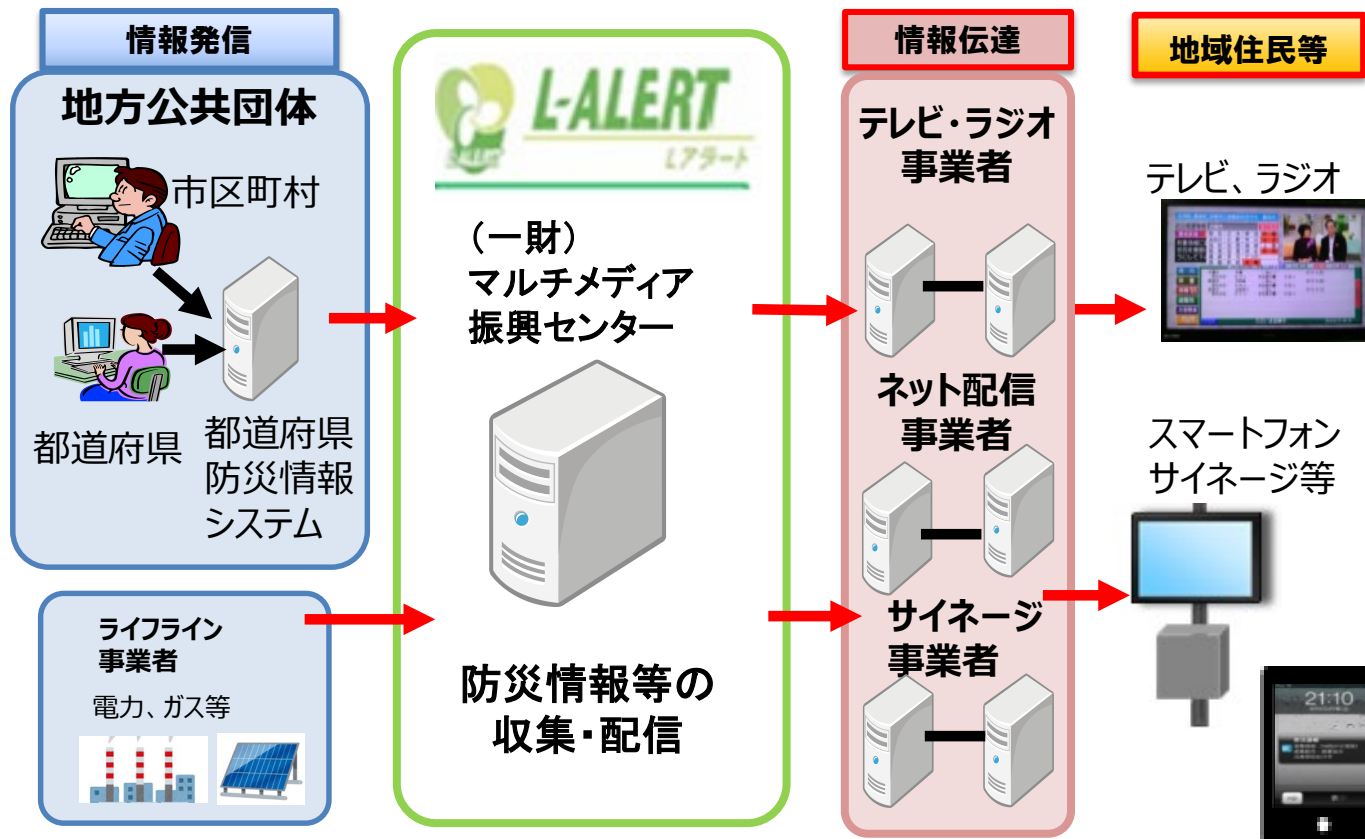 情報発信
地方公共団体
市区町村
都道府県
都道府県
防災情報
システム
ライフライン
事業者
電力、ガス等
L-ALERT
Lアラート
L-ALERT
（一財）
マルチメディア
振興センター
防災情報等の
収集・配信
情報伝達
テレビ・ラジオ
事業者
ネット配信
事業者
サイネージ
事業者
地域住民等
テレビ、ラジオ
スマートフォン
サイネージ等
21:10